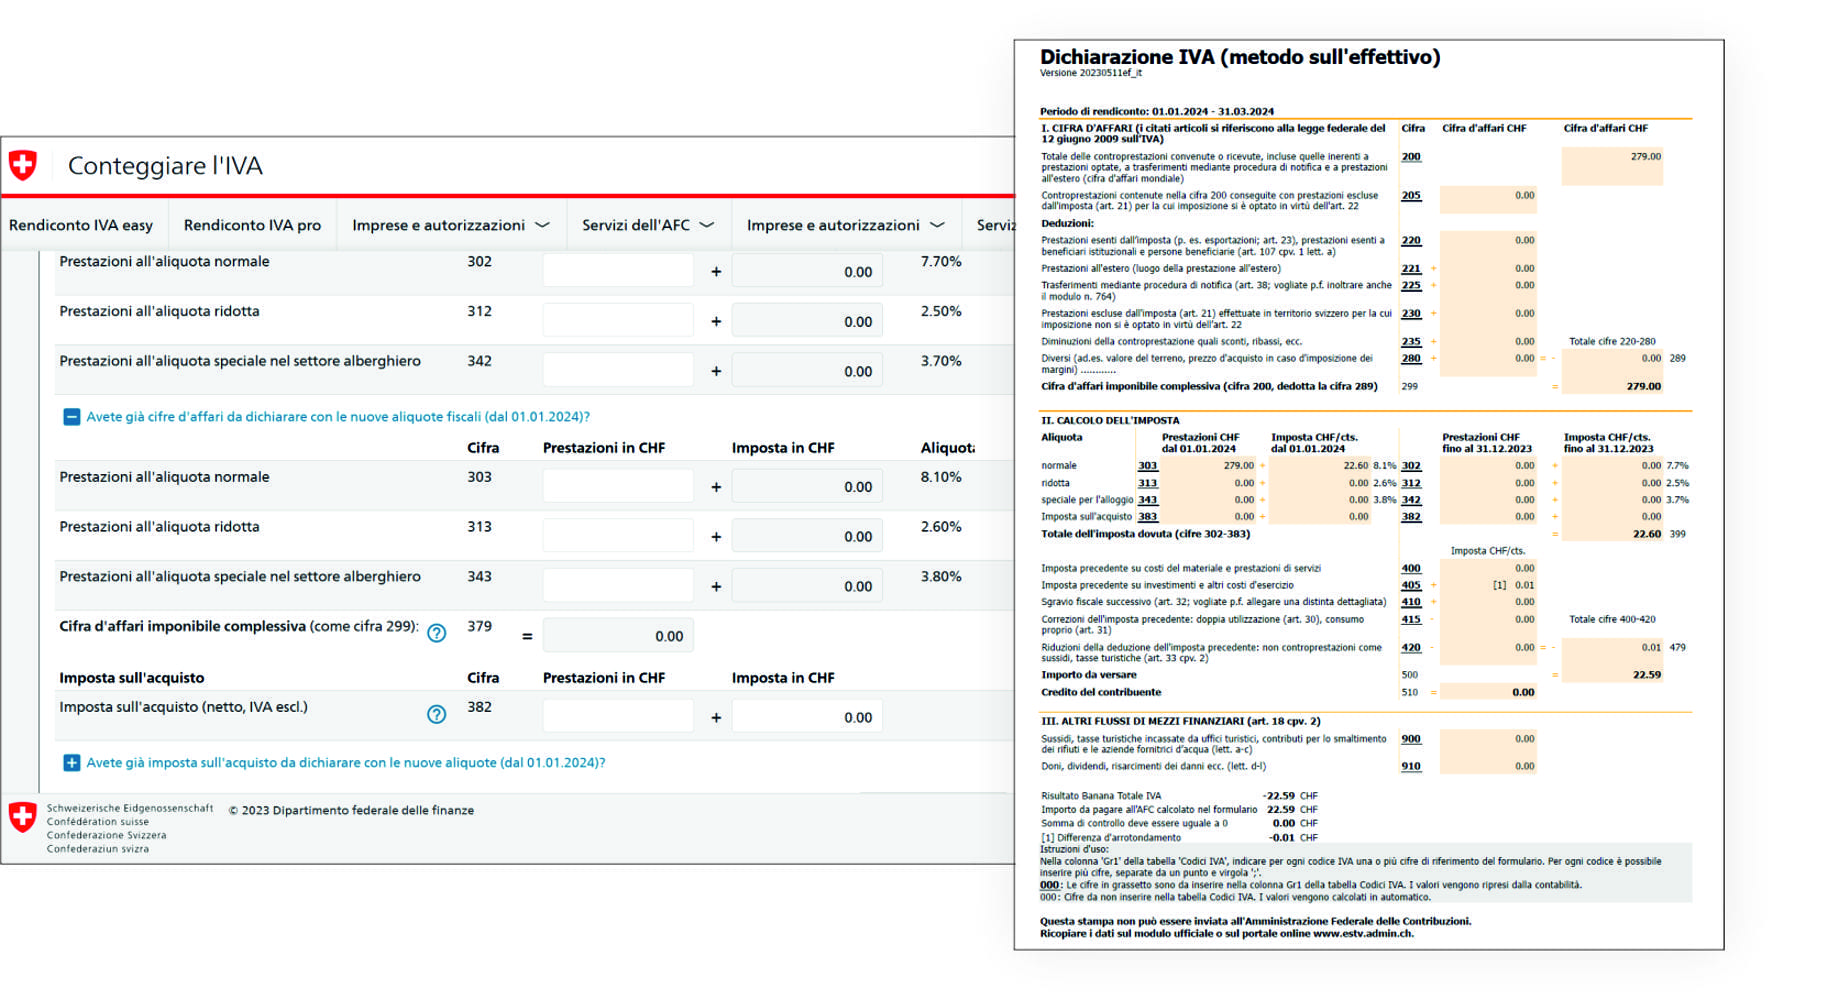 Conteggiare l'IVA
Rendiconto IVA easy Rendiconto IVA pro Imprese e autorizzazioni Servizi dell'AFC Imprese e autorizzazioni Serviz
Prestazioni all'aliquota normale 302 + 0.00 7.70%
Prestazioni all'aliquota ridotta 312 + 0.00 2.50%
Prestazioni all'aliquota speciale nel settore alberghiero 342 + 0.00 3.70%
Avete già cifre d'affari da dichiarare con le nuove aliquote fiscali (dal 01.01.2024)?
Cifra Prestazioni in CHF Imposta in CHF Aliquota
Prestazioni all'aliquota normale 303 + 0.00 8.10%
Prestazioni all'aliquota ridotta 313 + 0.00 2.60%
Prestazioni all'aliquota speciale nel settore alberghiero 343 + 0.00 3.80%
Cifra d'affari imponibile complessiva (come cifra 299): ? 379 = 0.00
Imposta sull'acquisto Cifra Prestazioni in CHF Imposta in CHF
Imposta sull'acquisto (netto, IVA escl.) ? 382 + 0.00
Avete già imposta sull'acquisto da dichiarare con le nuove aliquote (dal 01.01.2024)?
Schweizerische Eidgenossenschaft © 2023 Dipartimento federale delle finanze
Confédération suisse
Confederazione Svizzera
Confederaziun svizra
Dichiarazione IVA (metodo sull'effettivo)
Versione 20230511ef_it
Periodo di rendiconto: 01.01.2024 - 31.03.2024
I. CIFRA D'AFFARI (i citati articoli si riferiscono alla legge federale del Cifra Cifra d'affari CHF Cifra d'affari CHF
12 giugno 2009 sull'IVA)
Totale delle controprestazioni convenute o ricevute, incluse quelle inerenti a 200 279.00
prestazioni optate, a trasferimenti mediante procedura di notifica e a prestazioni
all'estero (cifra d'affari mondiale)
Controprestazioni contenute nella cifra 200 conseguite con prestazioni escluse 205 0.00
dall'imposta (art. 21) per la cui imposizione si è optato in virtù dell'art. 22
Deduzioni:
Prestazioni esenti dall'imposta (p. es. esportazioni; art. 23), prestazioni esenti a 220 0.00
beneficiari istituzionali e persone beneficiarie (art. 107 cpv. 1 lett. a)
Prestazioni all'estero (luogo della prestazione all'estero) 221 + 0.00
Trasferimenti mediante procedura di notifica (art. 38; vogliate p.f. inoltrare anche 225 + 0.00
il modulo n. 764)
Prestazioni escluse dall'imposta (art. 21) effettuate in territorio svizzero per la cui 230 + 0.00
imposizione non si è optato in virtù dell'art. 22
Diminuzioni della controprestazione quali sconti, ribassi, ecc. 235 + 0.00 Totale cifre 220-280
Diversi (ad.es. valore del terreno, prezzo d'acquisto in caso d'imposizione dei 280 + 0.00 = - 0.00 289
margini) ............
Cifra d'affari imponibile complessiva (cifra 200, dedotta la cifra 289) 299 = 279.00
II. CALCOLO DELL'IMPOSTA
Aliquota Prestazioni CHF Imposta CHF/cts. Prestazioni CHF Imposta CHF/cts.
dal 01.01.2024 dal 01.01.2024 fino al 31.12.2023 fino al 31.12.2023
normale 303 279.00 + 22.60 8.1% 302 0.00 + 0.00 7.7%
ridotta 313 0.00 + 0.00 2.6% 312 0.00 + 0.00 2.5%
speciale per l'alloggio 343 0.00 + 0.00 3.8% 342 0.00 + 0.00 3.7%
Imposta sull'acquisto 383 0.00 + 0.00 382 0.00 + 0.00
Totale dell'imposta dovuta (cifre 302-383) = 22.60 399
Imposta CHF/cts.
Imposta precedente su costi del materiale e prestazioni di servizi 400 0.00
Imposta precedente su investimenti e altri costi d'esercizio 405 + [1] 0.01
Sgravio fiscale successivo (art. 32; vogliate p.f. allegare una distinta dettagliata) 410 + 0.00
Correzioni dell'imposta precedente: doppia utilizzazione (art. 30), consumo 415 - 0.00 Totale cifre 400-420
proprio (art. 31)
Riduzioni della deduzione dell'imposta precedente: non controprestazioni come 420 - 0.00 = - 0.01 479
sussidi, tasse turistiche (art. 33 cpv. 2)
Importo da versare 500 = 22.59
Credito del contribuente 510 = 0.00
III. ALTRI FLUSSI DI MEZZI FINANZIARI (art. 18 cpv. 2)
Sussidi, tasse turistiche incassate da uffici turistici, contributi per lo smaltimento 900 0.00
dei rifiuti e le aziende fornitrici d'acqua (lett. a-c)
Doni, dividendi, risarcimenti dei danni ecc. (lett. d-l) 910 0.00
Risultato Banana Totale IVA -22.59 CHF
Importo da pagare all'AFC calcolato nel formulario 22.59 CHF
Somma di controllo deve essere uguale a 0 0.00 CHF
[1] Differenza d'arrotondamento -0.01 CHF
Istruzioni d'uso:
Nella colonna 'Gr1' della tabella 'Codici IVA', indicare per ogni codice IVA una o più cifre di riferimento del formulario. Per ogni codice è possibile
inserire più cifre, separate da un punto e virgola ';'.
000: Le cifre in grassetto sono da inserire nella colonna Gr1 della tabella Codici IVA. I valori vengono ripresi dalla contabilità.
000: Cifre da non inserire nella tabella Codici IVA. I valori vengono calcolati in automatico.
Questa stampa non può essere inviata all'Amministrazione Federale delle Contribuzioni.
Ricopiare i dati sul modulo ufficiale o sul portale online www.estv.admin.ch.